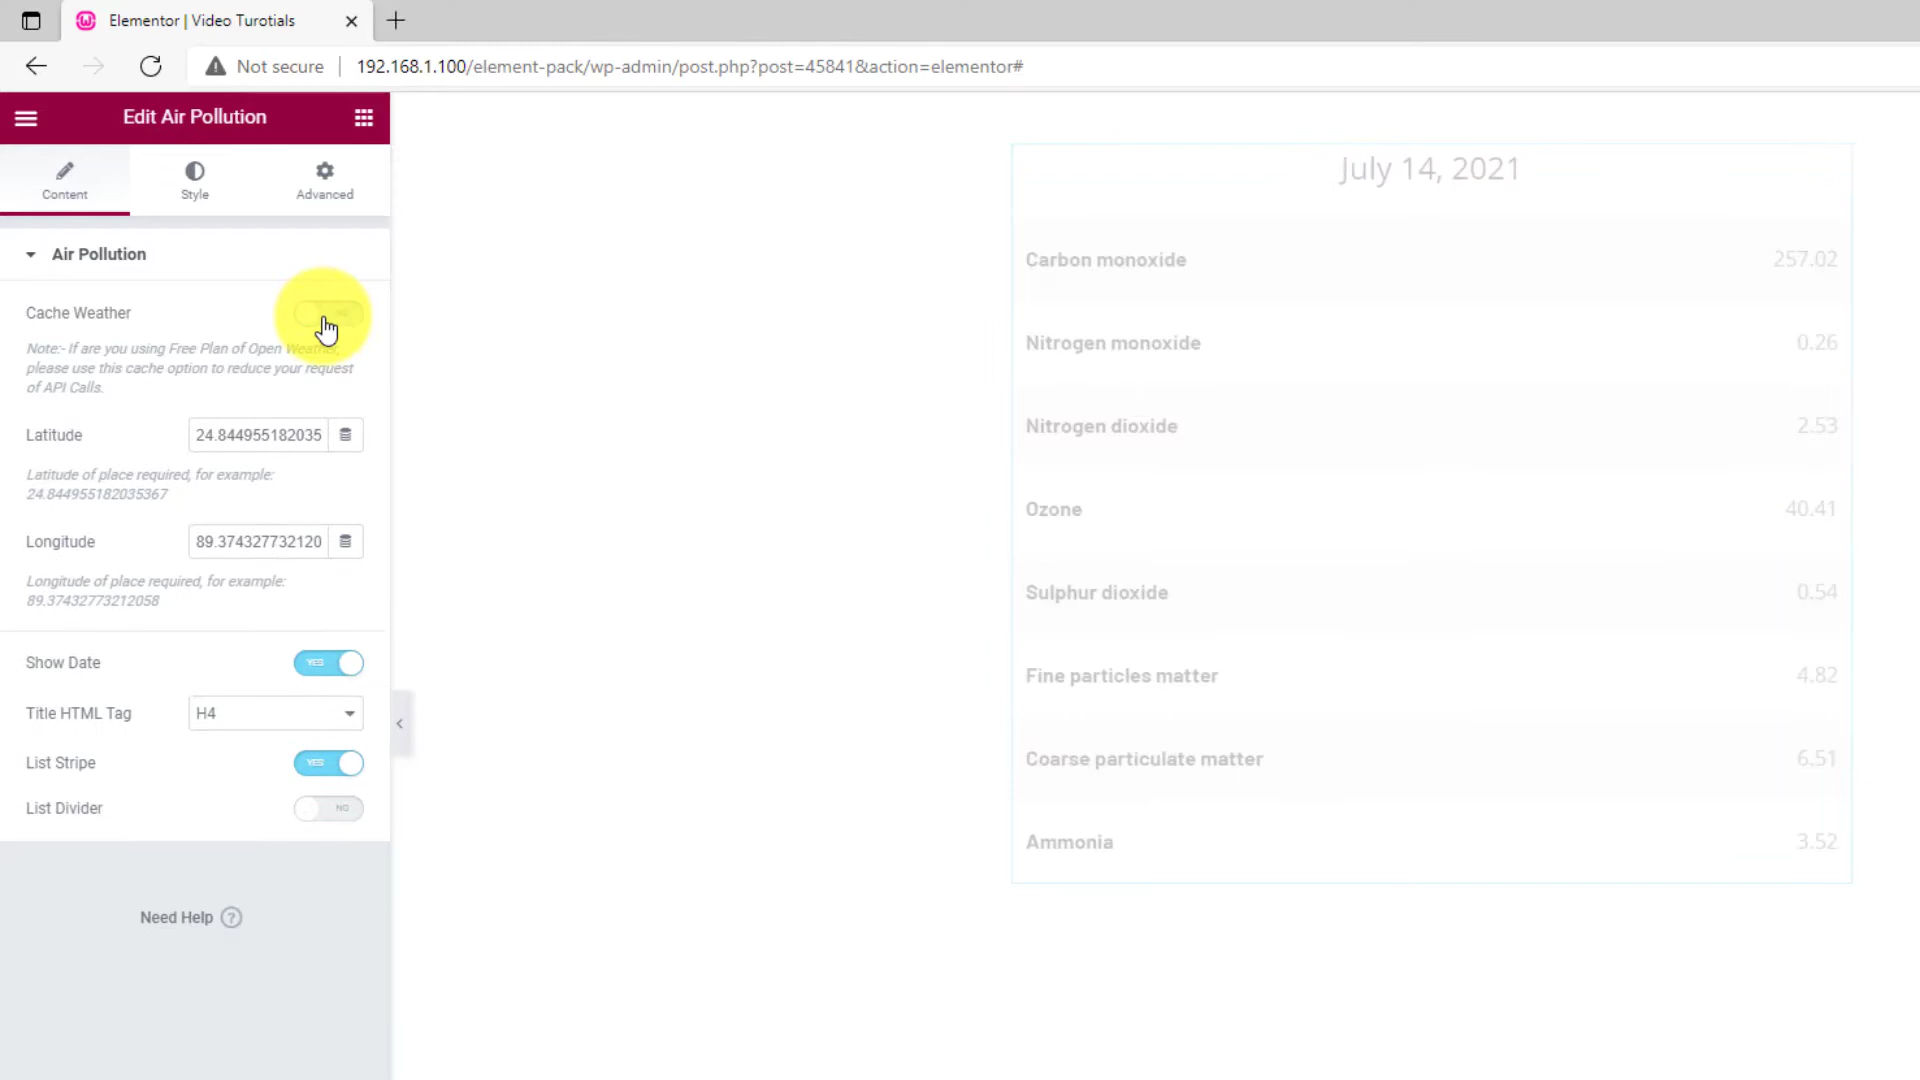 Elementor | Video Turotials
Not secure
192.168.1.100/element-pack/wp-admin/post.php?post=45841&action=elementor#
Edit Air Pollution
Content
Style
Advanced
Air Pollution
Cache Weather
NO
Note:- If are you using Free Plan of Open Weather,
please use this cache option to reduce your request
of API Calls.
Latitude
24.844955182035
Latitude of place required, for example:
24.844955182035367
Longitude
89.374327732120
Longitude of place required, for example:
89.37432773212058
Show Date
YES
Title HTML Tag
H4
List Stripe
YES
List Divider
NO
Need Help ?
July 14, 2021
Carbon monoxide 257.02
Nitrogen monoxide 0.26
Nitrogen dioxide 2.53
Ozone 40.41
Sulphur dioxide 0.54
Fine particles matter 4.82
Coarse particulate matter 6.51
Ammonia 3.52